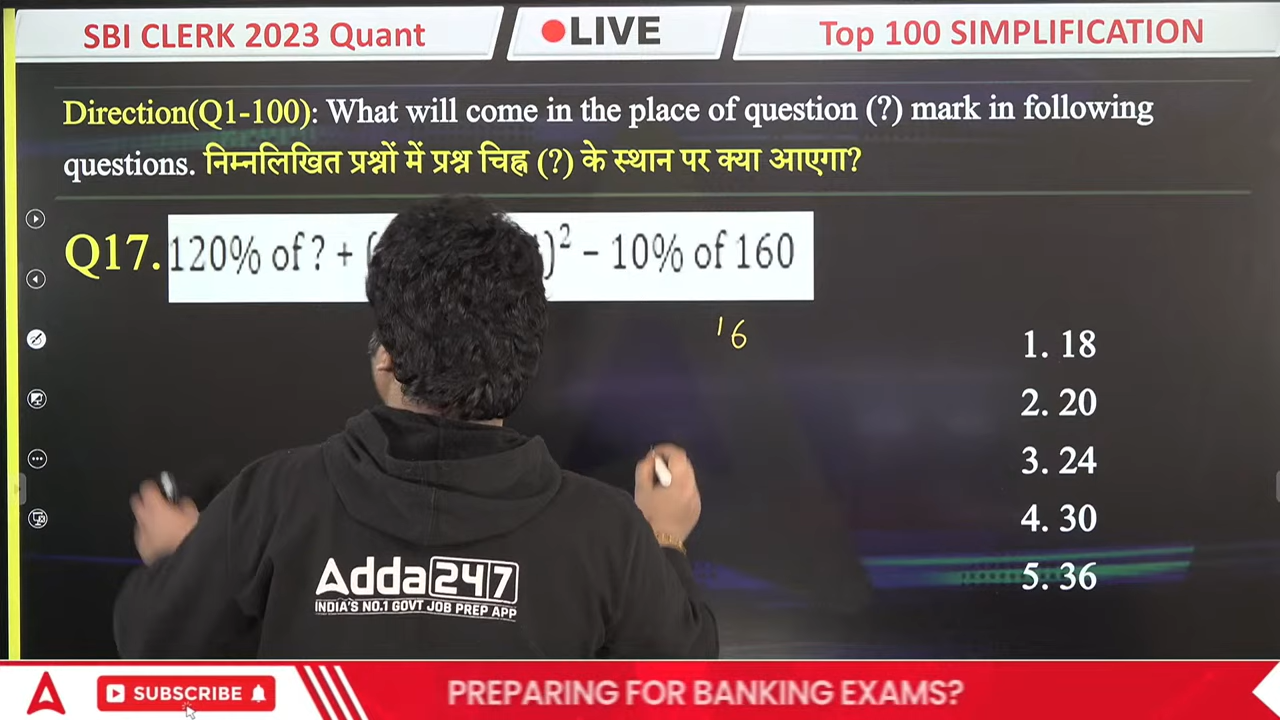 SBI CLERK 2023 Quant
LIVE
Top 100 SIMPLIFICATION
Direction(Q1-100): What will come in the place of question (?) mark in following
questions. निम्नलिखित प्रश्नों में प्रश्न चिह्न (?) के स्थान पर क्या आएगा?
Q17. 120% of ? + ( )² – 10% of 160
16
1. 18
2. 20
3. 24
4. 30
5. 36
Adda 247
INDIA'S NO.1 GOVT JOB PREP APP
SUBSCRIBE
PREPARING FOR BANKING EXAMS?